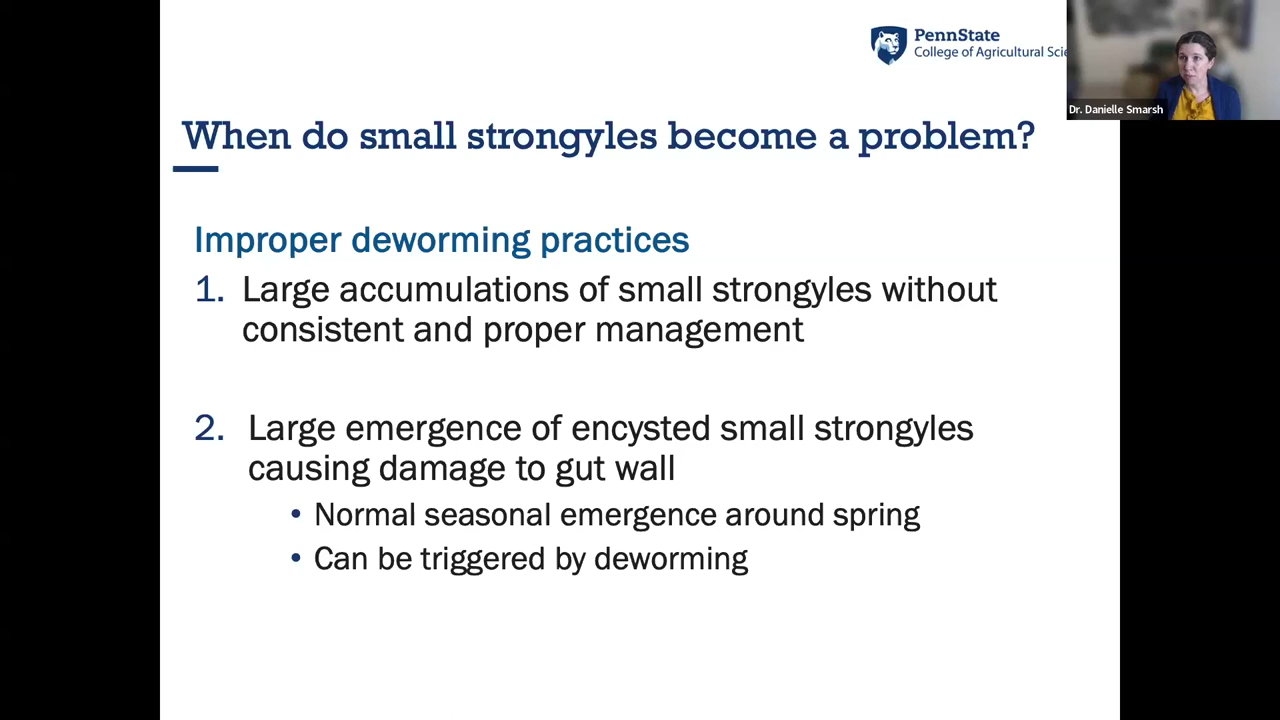 PennState
College of Agricultural Scie
Dr. Danielle Smarsh
When do small strongyles become a problem?
Improper deworming practices
1. Large accumulations of small strongyles without
consistent and proper management
2. Large emergence of encysted small strongyles
causing damage to gut wall
• Normal seasonal emergence around spring
• Can be triggered by deworming